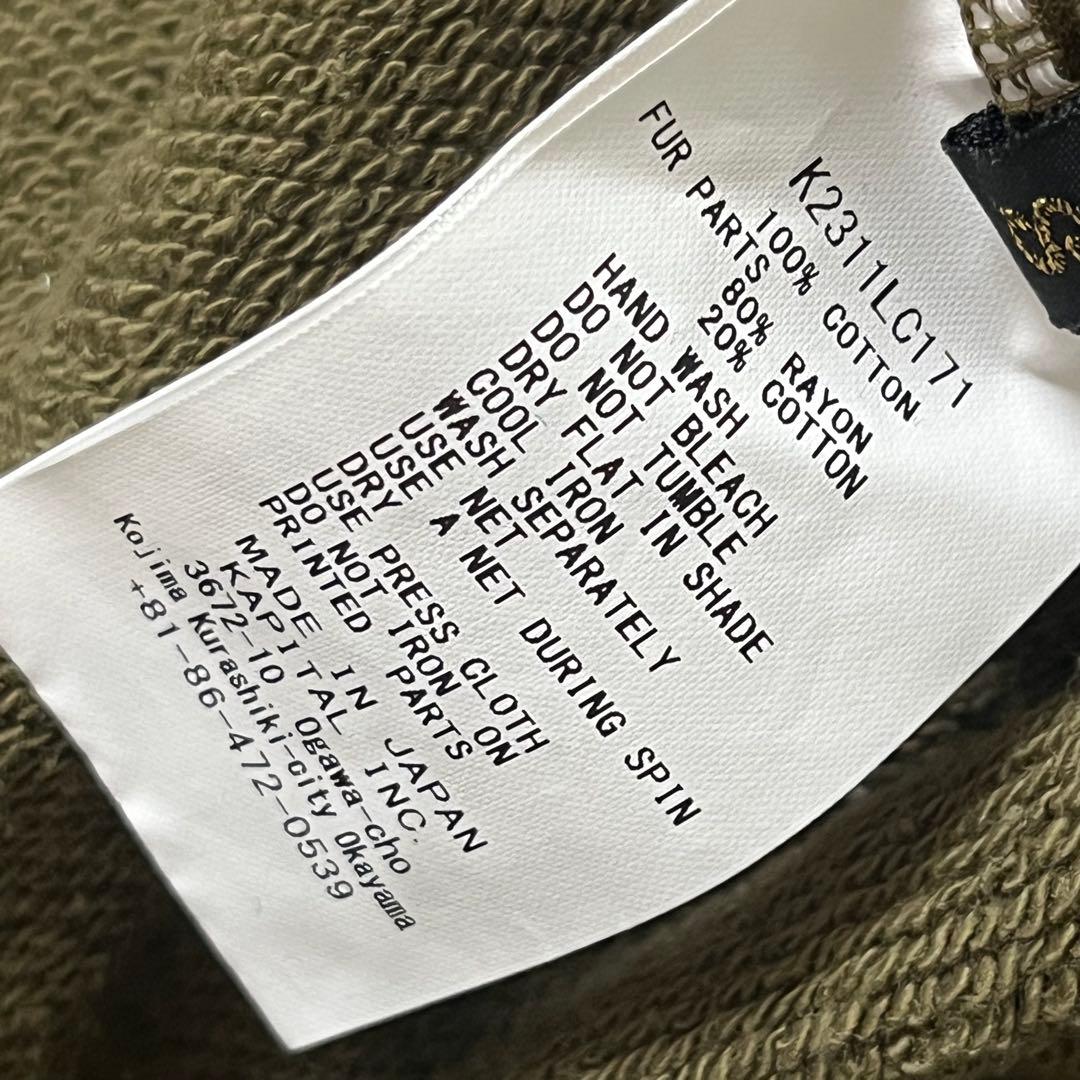 K2311LC171
100% COTTON
FUR PARTS
80% RAYON
20% COTTON
HAND WASH
DO NOT BLEACH
DO NOT TUMBLE
DRY FLAT IN SHADE
COOL IRON
WASH SEPARATELY
USE NET
USE A NET DURING SPIN
DRY
USE PRESS CLOTH
DO NOT IRON ON
PRINTED PARTS
MADE IN JAPAN
KAPITAL INC.
3672-10 Ogawa-cho
Kojima Kurashiki-city Okayama
+81-86-472-0539